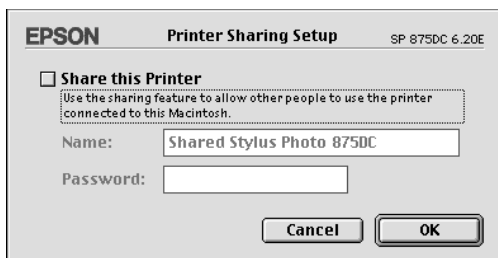 EPSON Printer Sharing Setup SP 875DC 6.20E
Share this Printer
Use the sharing feature to allow other people to use the printer
connected to this Macintosh.
Name: Shared Stylus Photo 875DC
Password:
Cancel OK